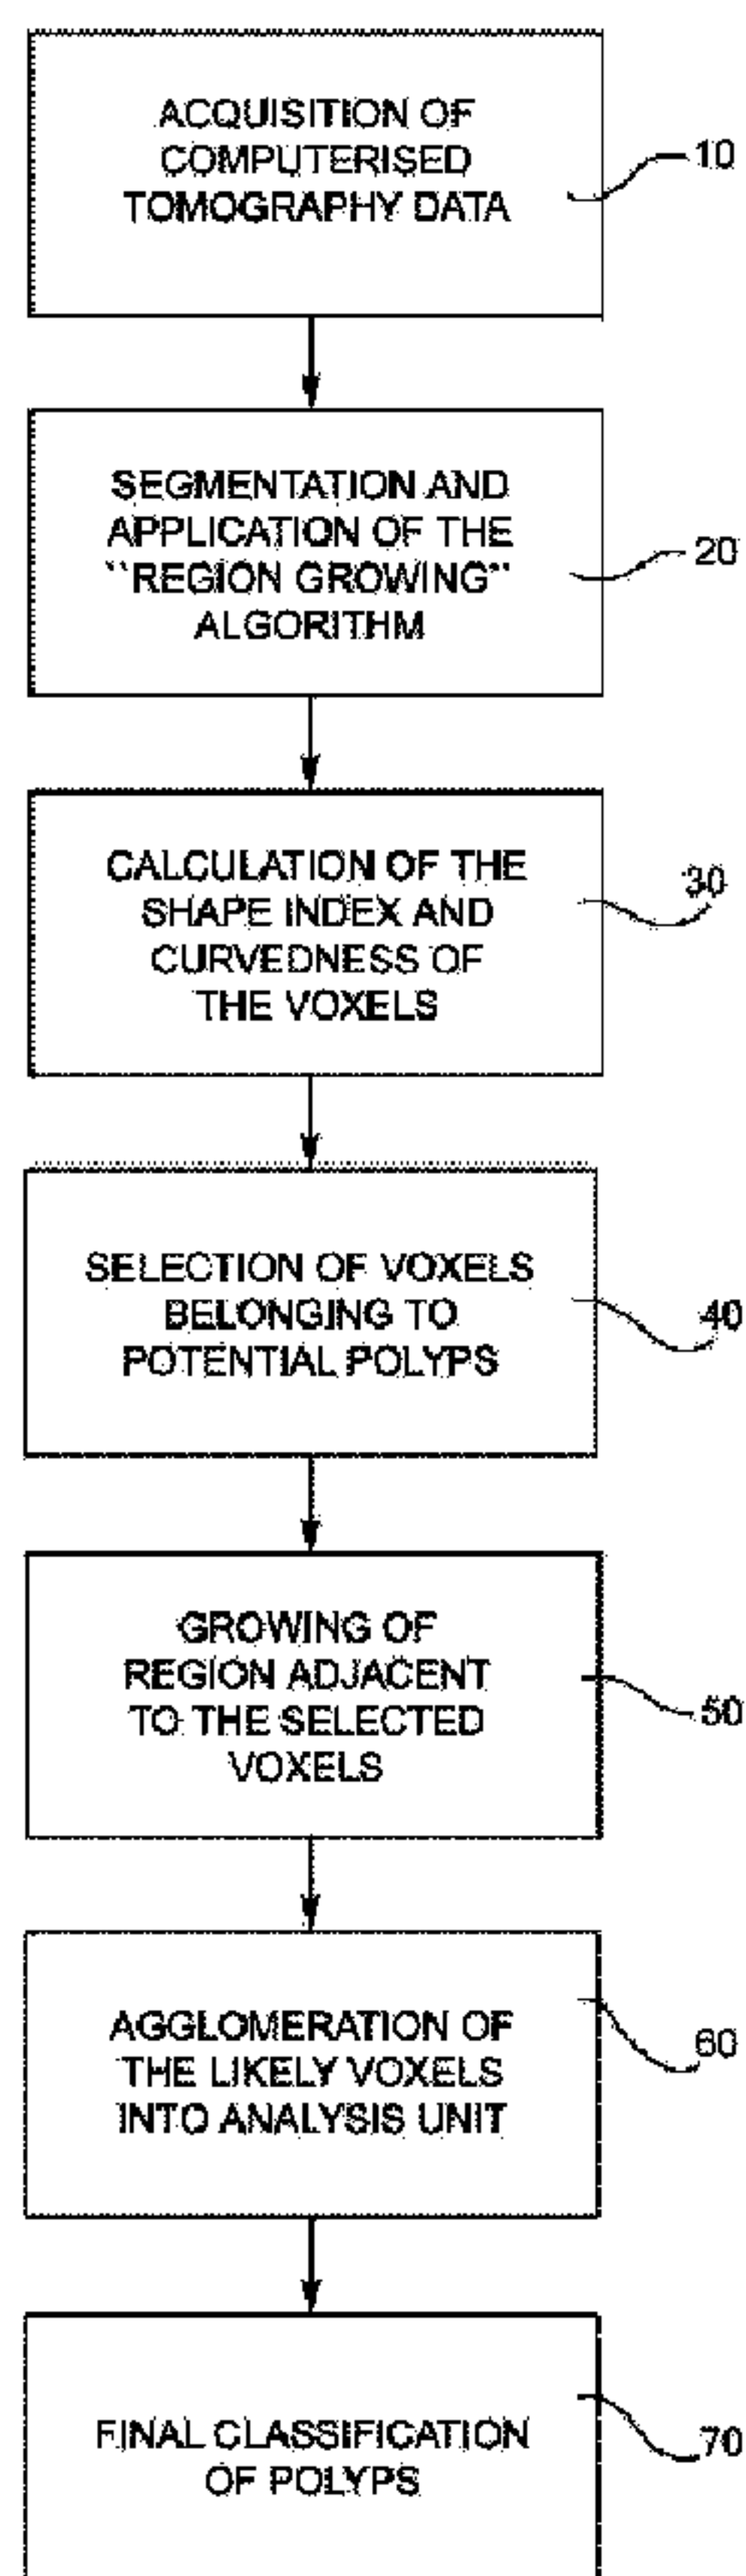 ACQUISITION OF
COMPUTERISED
TOMOGRAPHY DATA
10
SEGMENTATION AND
APPLICATION OF THE
"REGION GROWING"
ALGORITHM
20
CALCULATION OF THE
SHAPE INDEX AND
CURVEDNESS OF
THE VOXELS
30
SELECTION OF VOXELS
BELONGING TO
POTENTIAL POLYPS
40
GROWING OF
REGION ADJACENT
TO THE SELECTED
VOXELS
50
AGGLOMERATION OF
THE LIKELY VOXELS
INTO ANALYSIS UNIT
60
FINAL CLASSIFICATION
OF POLYPS
70